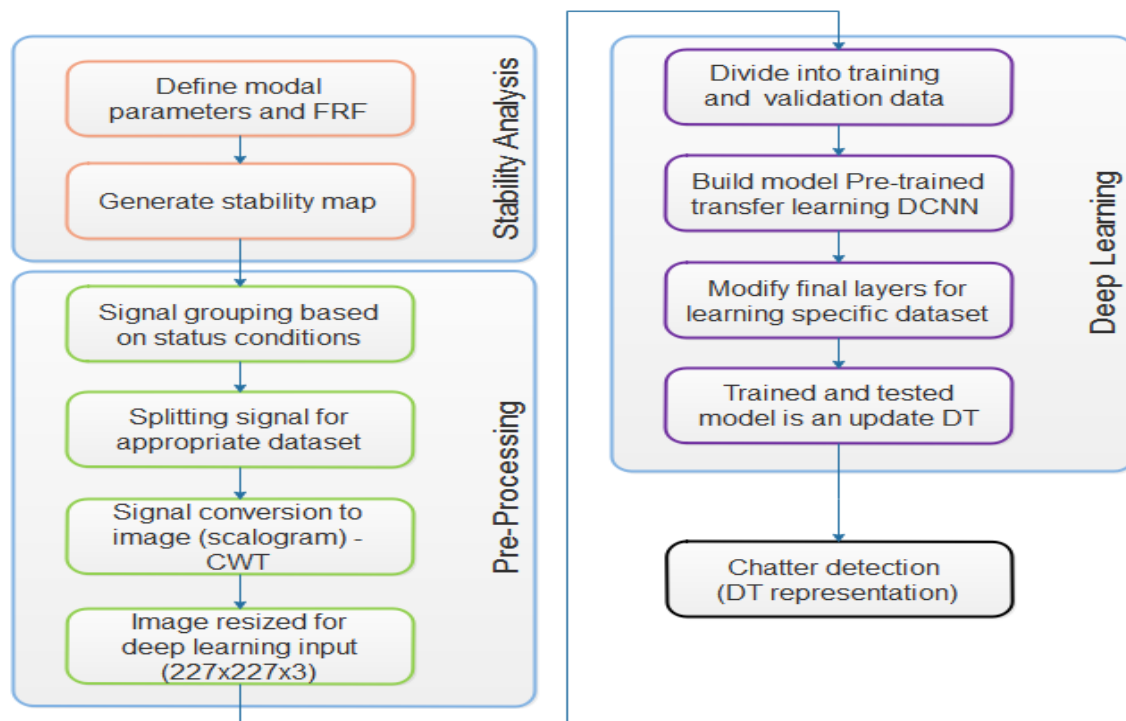 Define modal
parameters and FRF
Generate stability map
Stability Analysis
Signal grouping based
on status conditions
Splitting signal for
appropriate dataset
Signal conversion to
image (scalogram) -
CWT
Image resized for
deep learning input
(227x227x3)
Pre-Processing
Divide into training
and validation data
Build model Pre-trained
transfer learning DCNN
Modify final layers for
learning specific dataset
Trained and tested
model is an update DT
Deep Learning
Chatter detection
(DT representation)